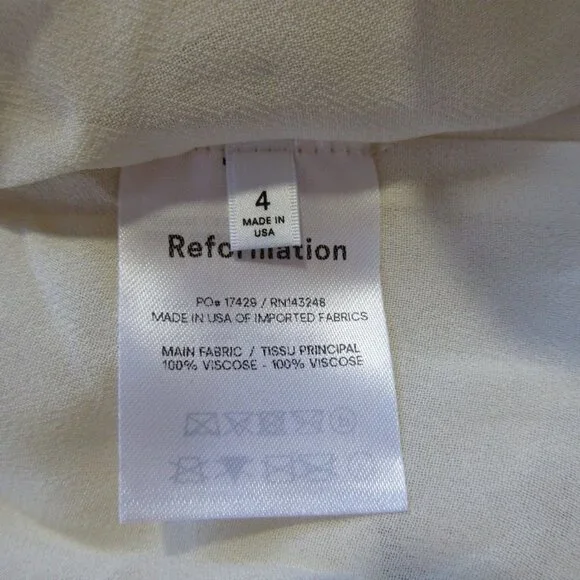 4
MADE IN
USA
Reformation
PO# 17429 / RN143248
MADE IN USA OF IMPORTED FABRICS
MAIN FABRIC / TISSU PRINCIPAL
100% VISCOSE - 100% VISCOSE